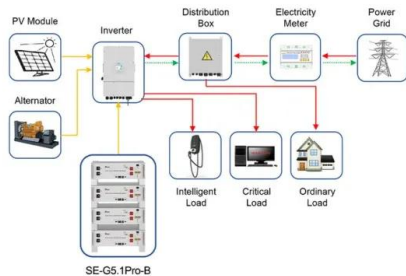 PV Module
Inverter
Distribution
Box
Electricity
Meter
Power
Grid
Alternator
Intelligent
Load
Critical
Load
Ordinary
Load
SE-G5.1Pro-B